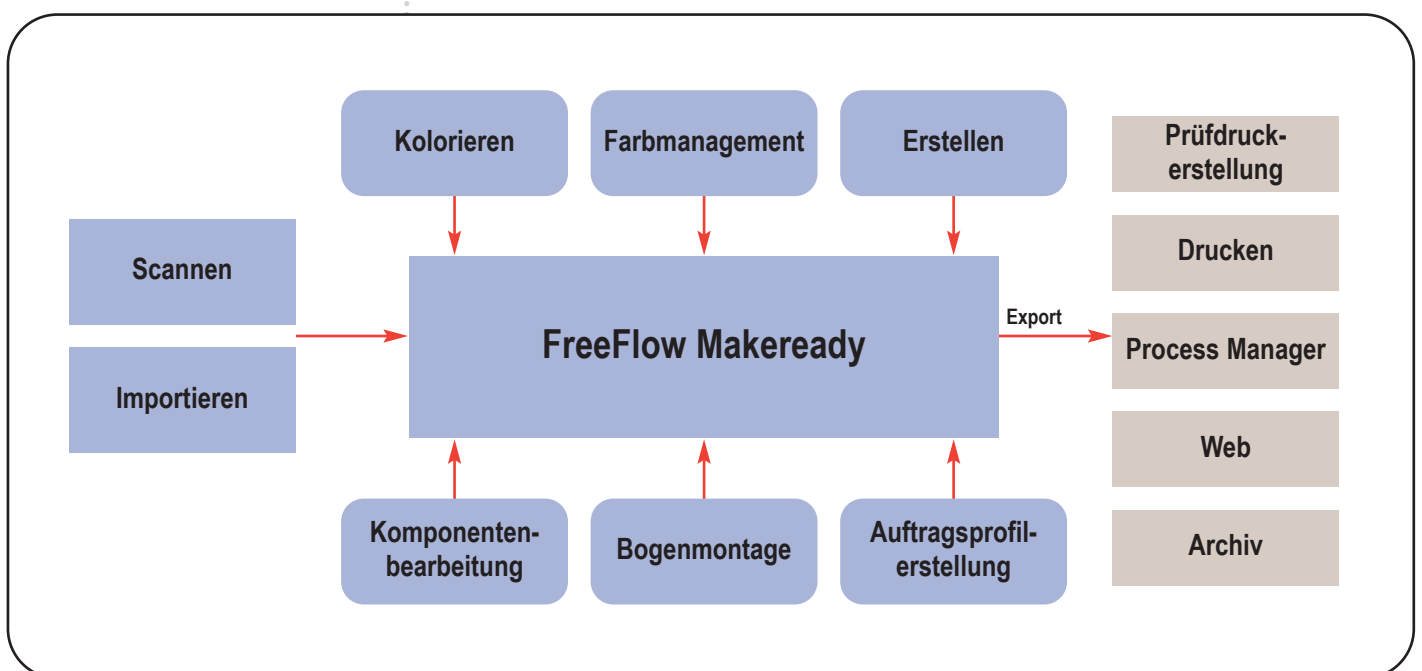 Kolorieren
Farbmanagement
Erstellen
Prüfdruck-
erstellung
Scannen
Drucken
FreeFlow Makeready
Export
Process Manager
Importieren
Web
Komponenten-
bearbeitung
Bogenmontage
Auftragsprofil-
erstellung
Archiv